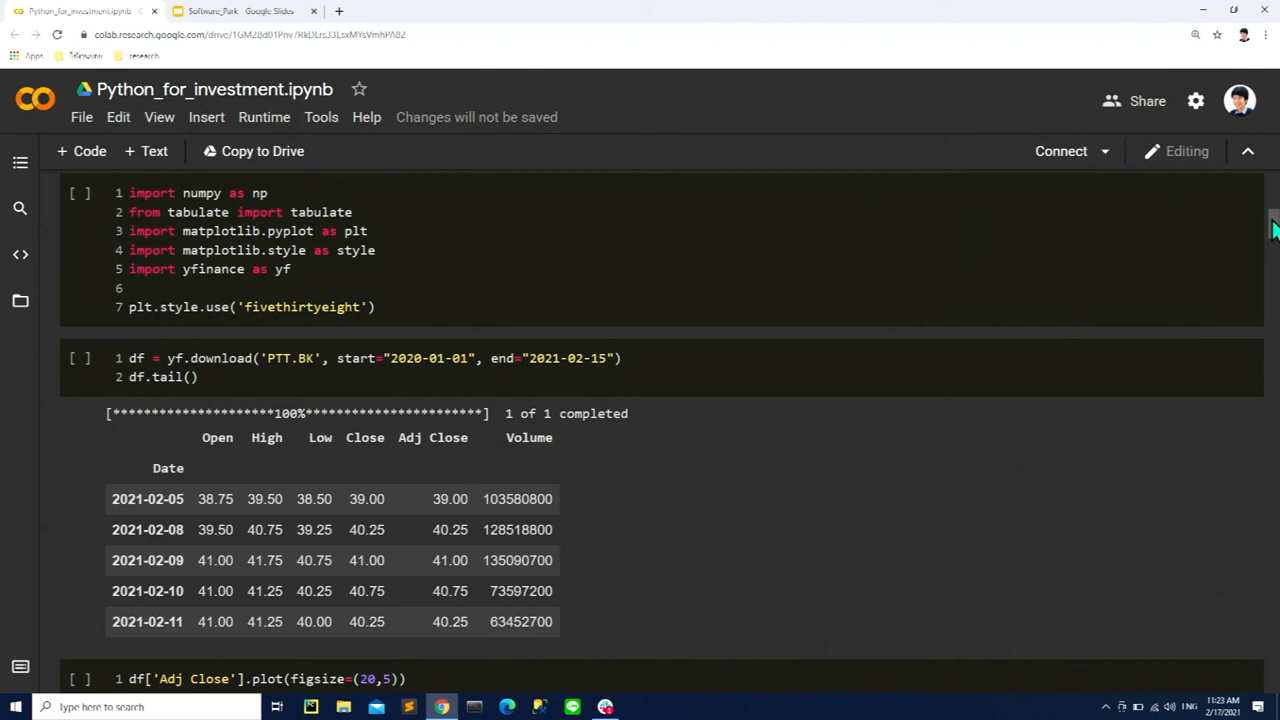 Python_for_investment.ipynb - C
Software_Park - Google Slides
colab.research.google.com/drive/
Apps
research
Python_for_investment.ipynb
File Edit View Insert Runtime Tools Help Changes will not be saved
Share
+ Code + Text Copy to Drive
Connect Editing
[ ] 1 import numpy as np
2 from tabulate import tabulate
3 import matplotlib.pyplot as plt
4 import matplotlib.style as style
5 import yfinance as yf
6
7 plt.style.use('fivethirtyeight')
[ ] 1 df = yf.download('PTT.BK', start="2020-01-01", end="2021-02-15")
2 df.tail()
[*********************100%***********************] 1 of 1 completed
Open High Low Close Adj Close Volume
Date
2021-02-05 38.75 39.50 38.50 39.00 39.00 103580800
2021-02-08 39.50 40.75 39.25 40.25 40.25 128518800
2021-02-09 41.00 41.75 40.75 41.00 41.00 135090700
2021-02-10 41.00 41.25 40.25 40.75 40.75 73597200
2021-02-11 41.00 41.25 40.00 40.25 40.25 63452700
[ ] 1 df['Adj Close'].plot(figsize=(20,5))
Type here to search
ENG
11:23 AM
2/17/2021